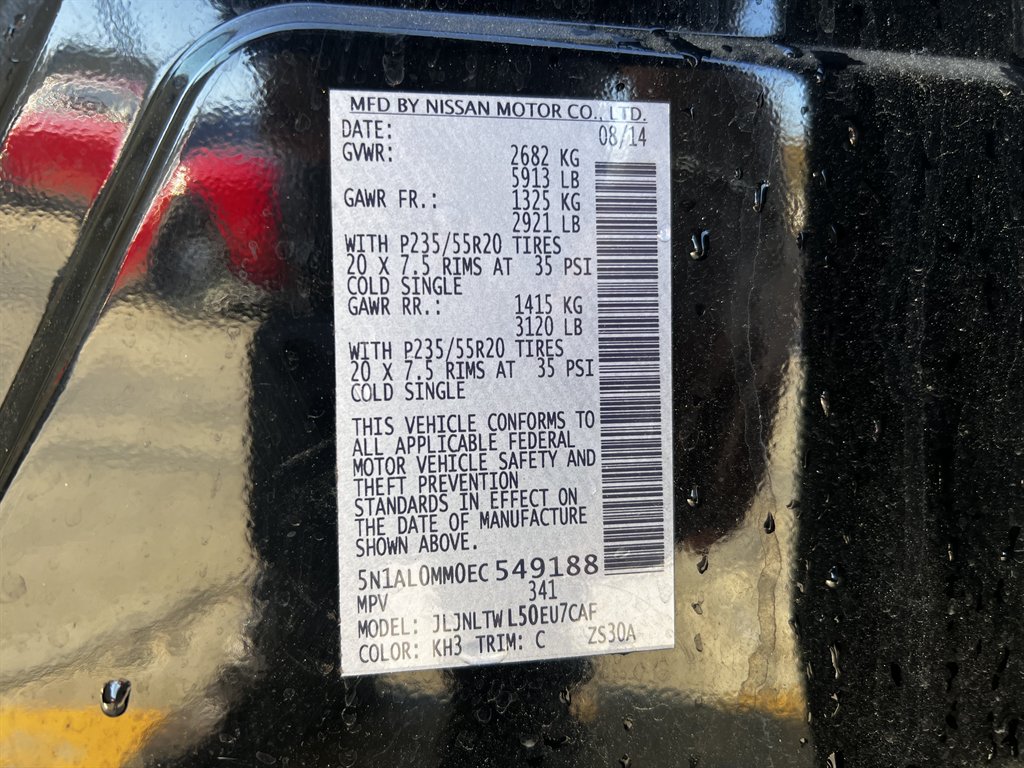 MFD BY NISSAN MOTOR CO., LTD.
DATE: 08/14
GVWR: 2682 KG
5913 LB
GAWR FR.: 1325 KG
2921 LB
WITH P235/55R20 TIRES
20 X 7.5 RIMS AT 35 PSI
COLD SINGLE
GAWR RR.: 1415 KG
3120 LB
WITH P235/55R20 TIRES
20 X 7.5 RIMS AT 35 PSI
COLD SINGLE
THIS VEHICLE CONFORMS TO
ALL APPLICABLE FEDERAL
MOTOR VEHICLE SAFETY AND
THEFT PREVENTION
STANDARDS IN EFFECT ON
THE DATE OF MANUFACTURE
SHOWN ABOVE.
5N1AL0MM0EC 549188
MPV 341
MODEL: JLJNLTWL50EU7CAF
COLOR: KH3 TRIM: C ZS30A